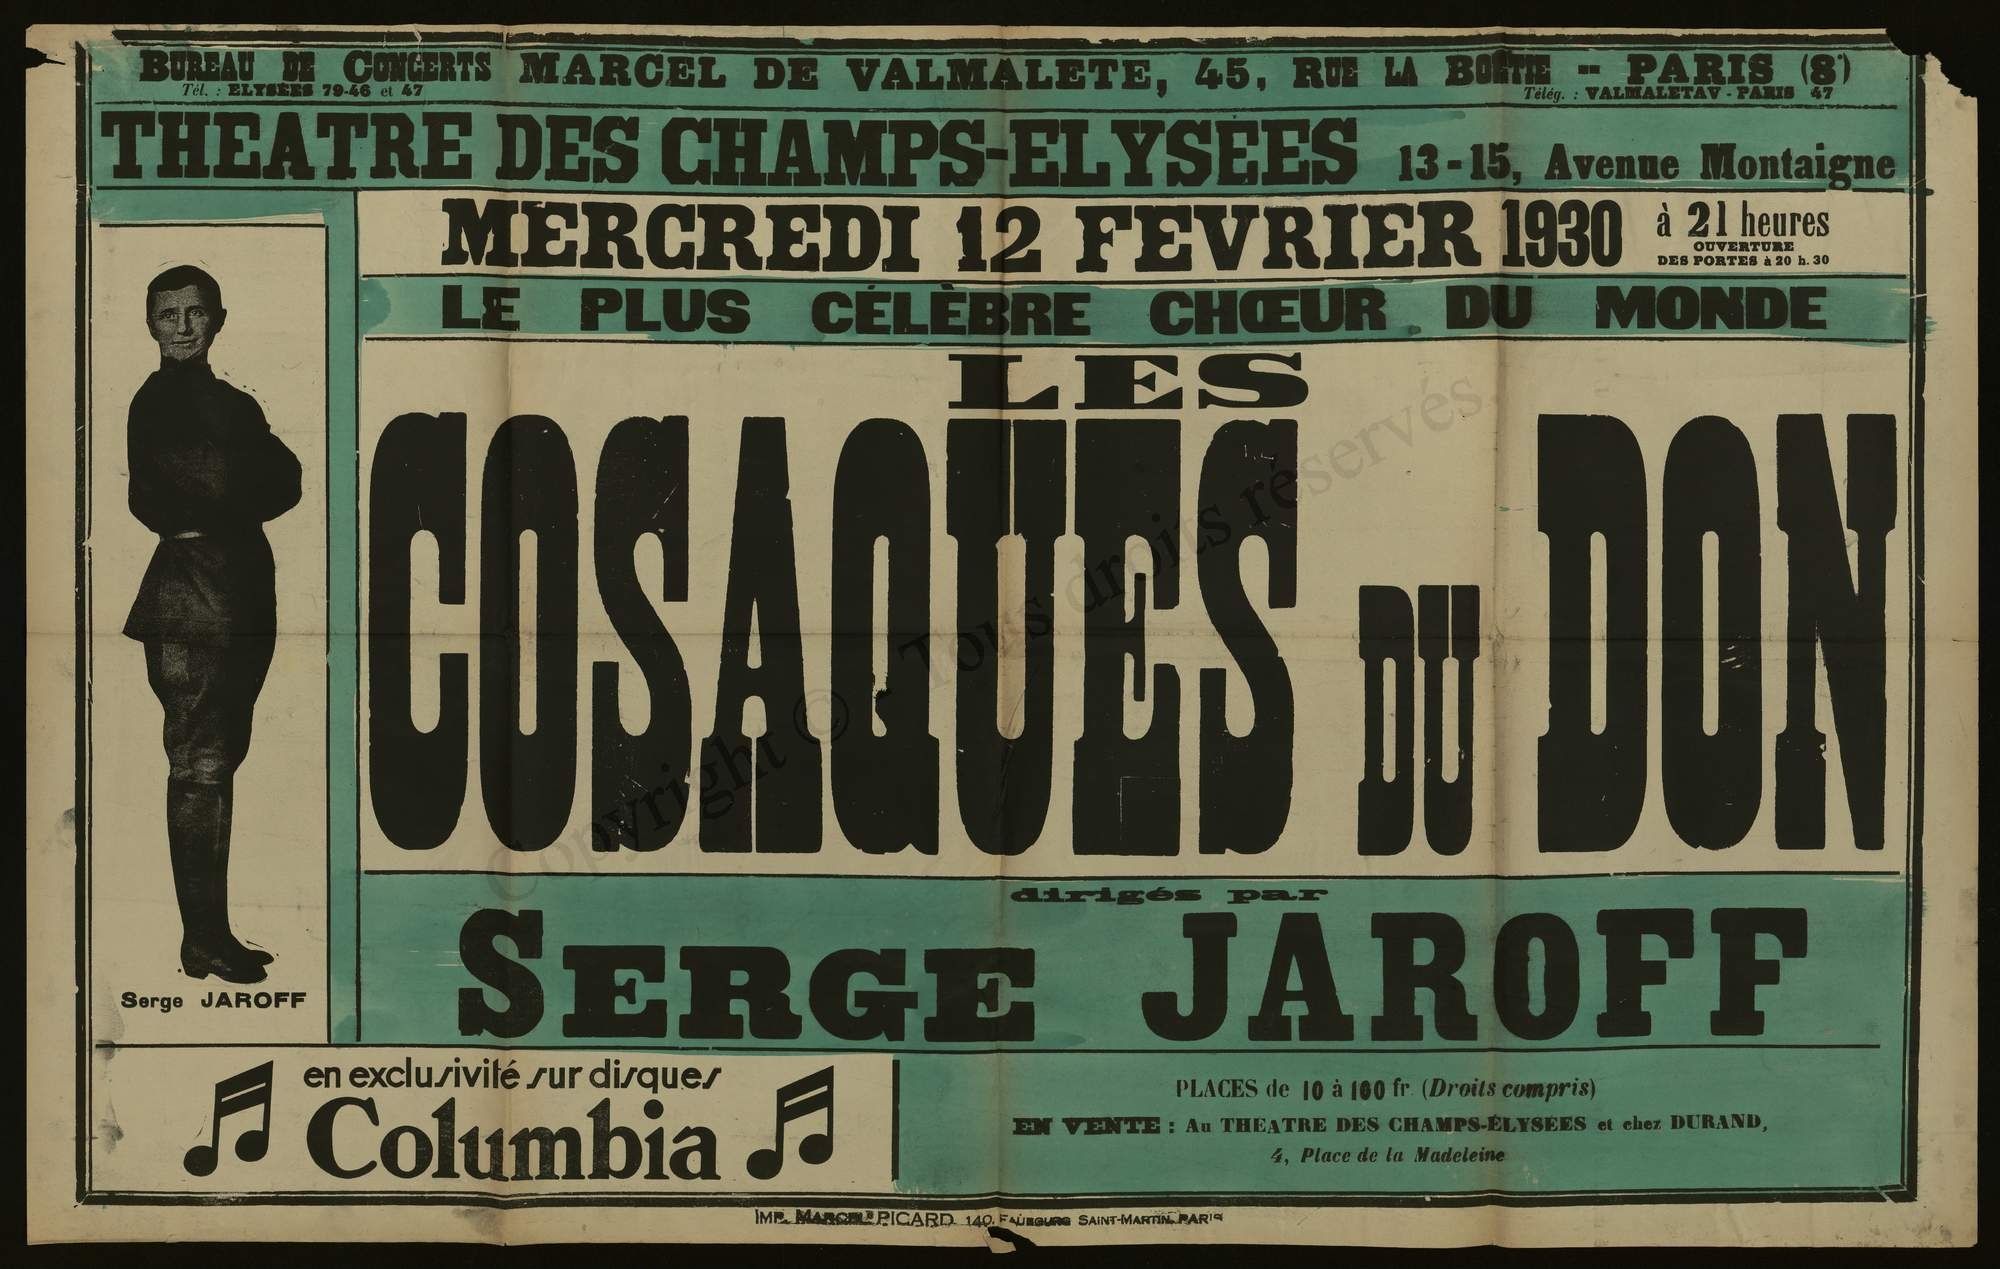 BUREAU DE CONCERTS MARCEL DE VALMALETE, 45, RUE LA BOETIE -- PARIS (8ᵉ)
Tél. : ELYSÉES 79-46 et 47
Télég. : VALMALETAV - PARIS 47
THEATRE DES CHAMPS-ELYSEES 13-15, Avenue Montaigne
MERCREDI 12 FEVRIER 1930 à 21 heures
OUVERTURE
DES PORTES à 20 h. 30
LE PLUS CÉLÈBRE CHŒUR DU MONDE
LES
COSAQUES DU DON
dirigés par
SERGE JAROFF
Serge JAROFF
en exclusivité sur disques
Columbia
PLACES de 10 à 100 fr. (Droits compris)
EN VENTE : Au THEATRE DES CHAMPS-ÉLYSÉES et chez DURAND,
4, Place de la Madeleine
IMP. MARCEL PICARD. 140, FAUBOURG SAINT-MARTIN, PARIS
Copyright © - Tous droits réservés.